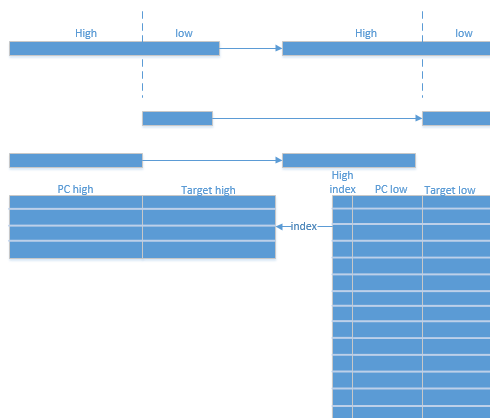 High low High low
High
index
PC high Target high PC low Target low
index